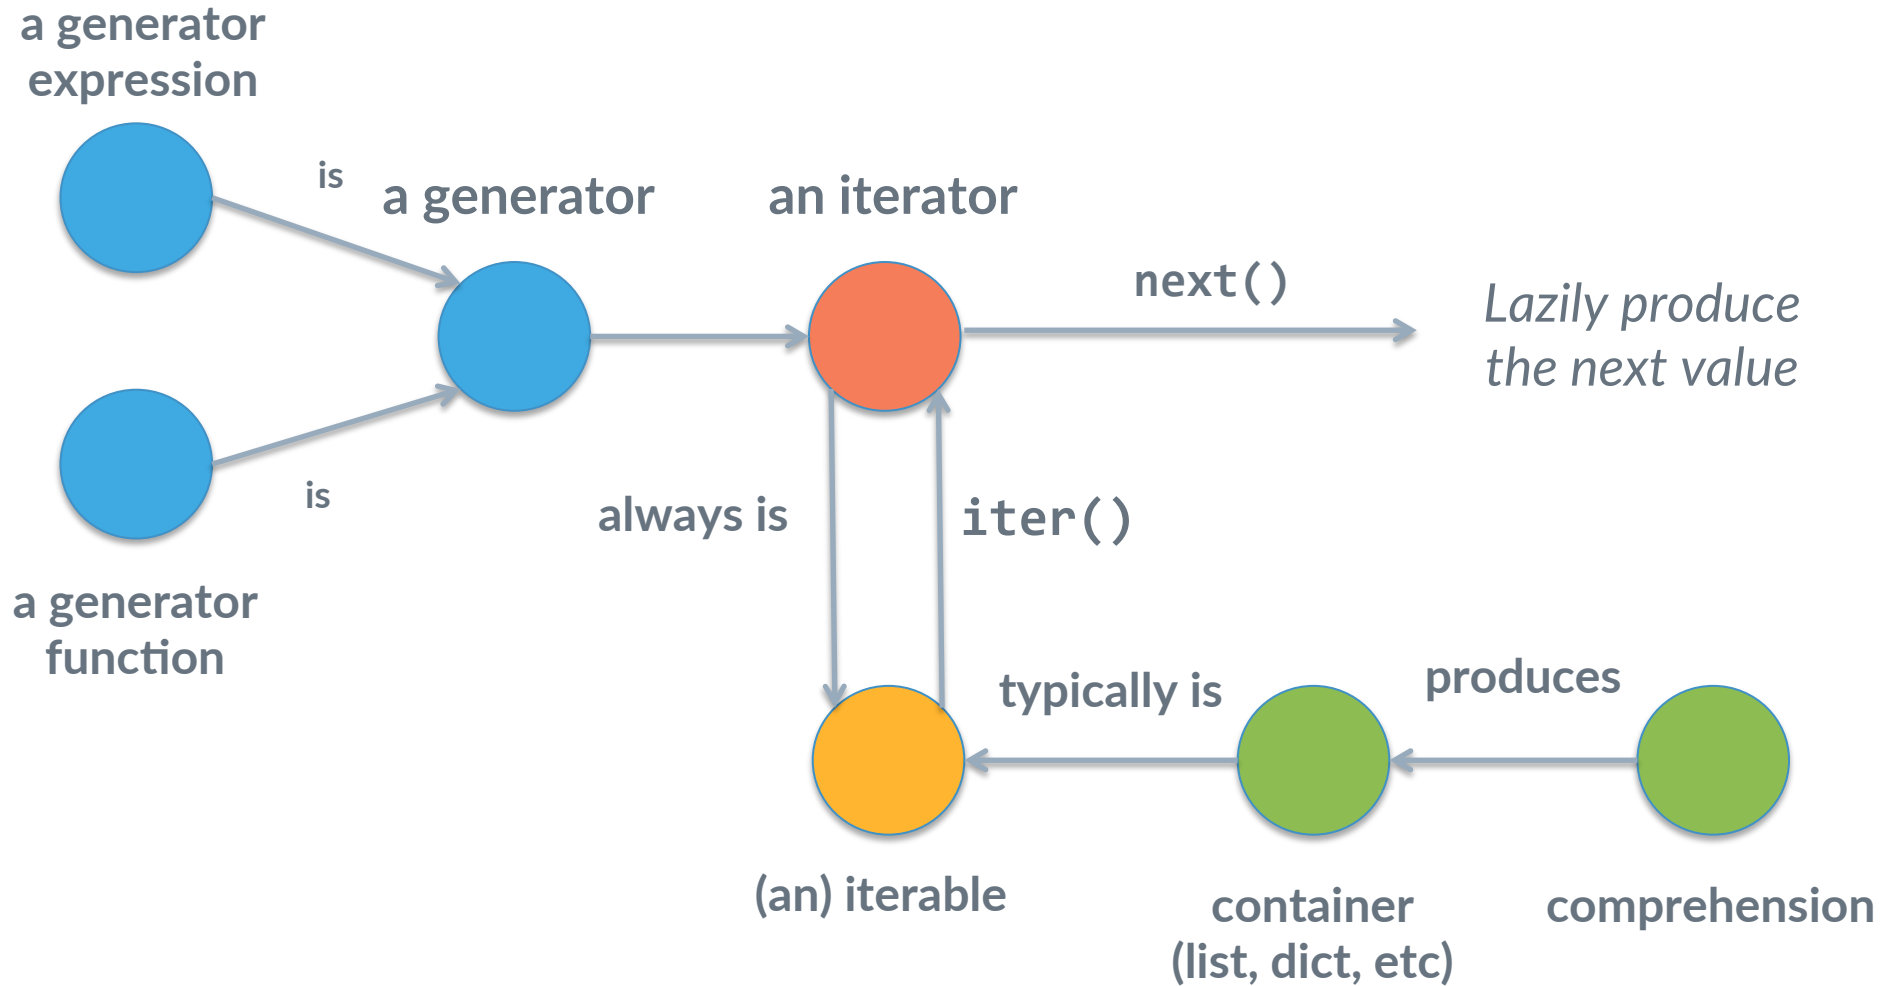 a generator
expression
is
a generator
an iterator
next()
Lazily produce
the next value
is
always is
iter()
a generator
function
typically is
produces
(an) iterable
container
(list, dict, etc)
comprehension